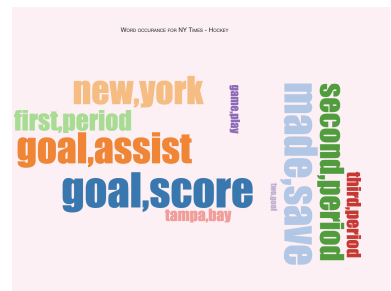 Word occurance for NY Times - Hockey
new,york
game,play
first,period
goal,assist
goal,score
tampa,bay
two,goal
made,save
second,period
third,period